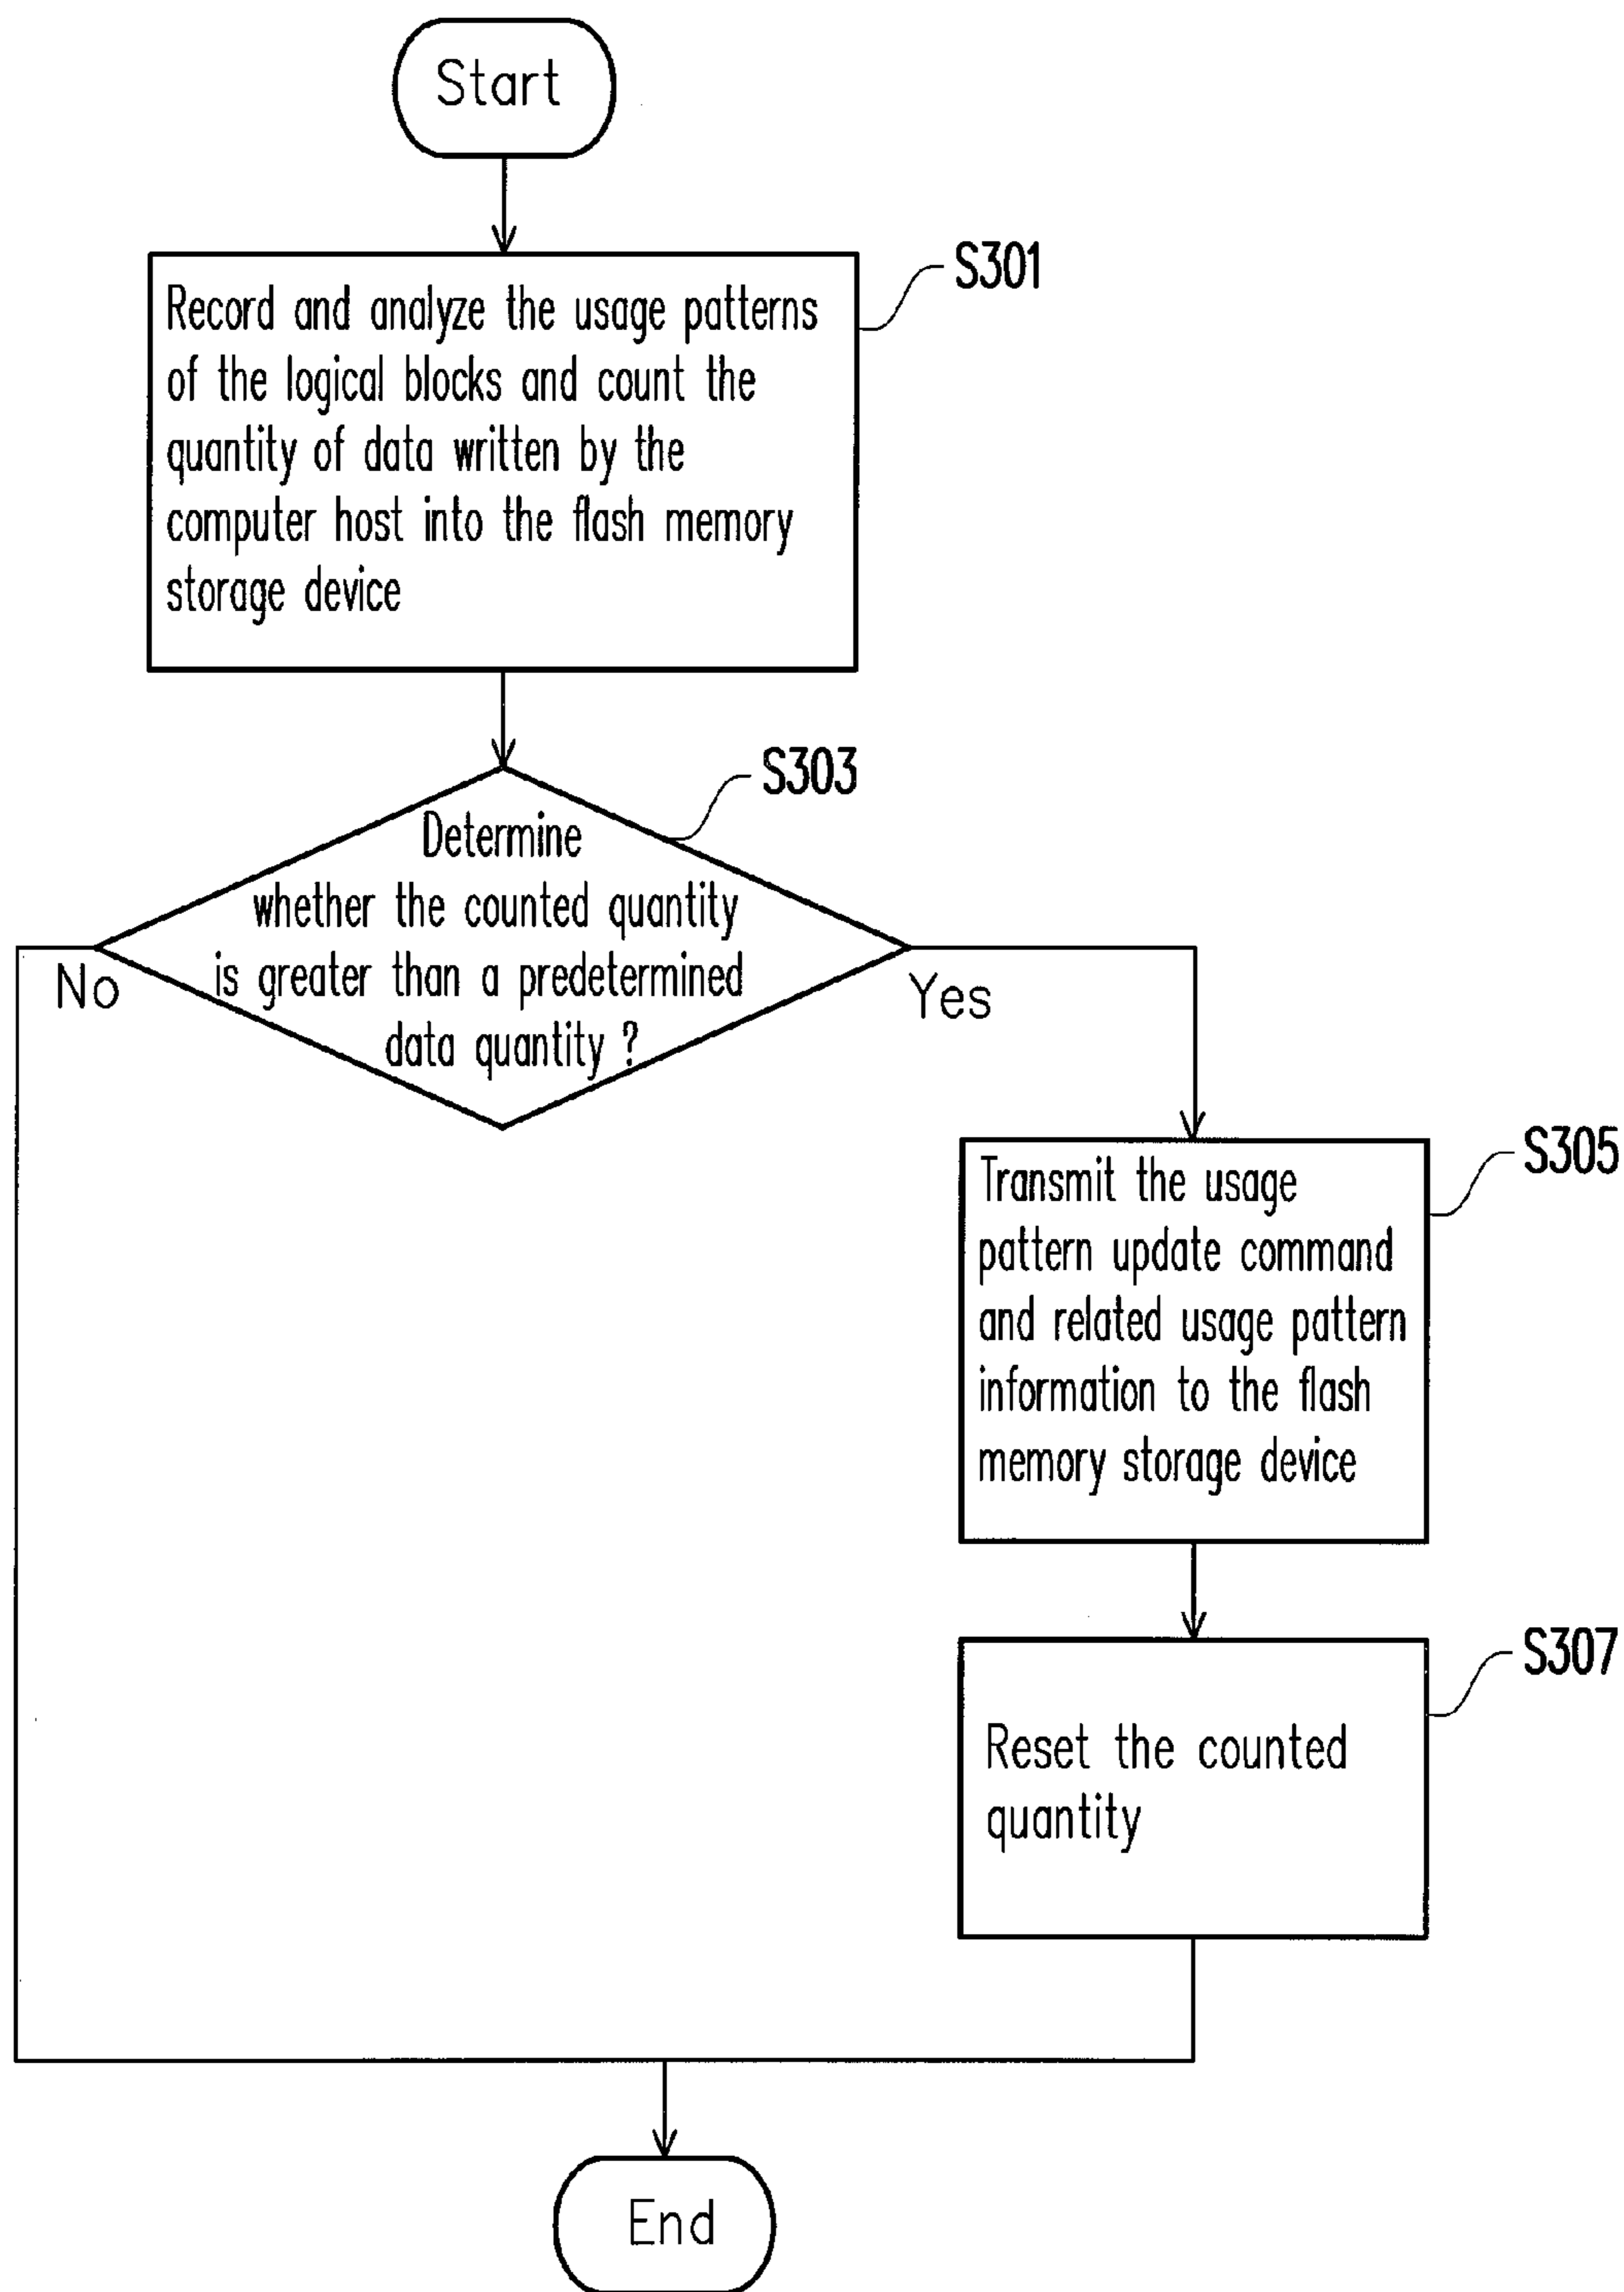 Start
S301
Record and analyze the usage patterns
of the logical blocks and count the
quantity of data written by the
computer host into the flash memory
storage device
S303
Determine
whether the counted quantity
is greater than a predetermined
data quantity ?
No
Yes
S305
Transmit the usage
pattern update command
and related usage pattern
information to the flash
memory storage device
S307
Reset the counted
quantity
End